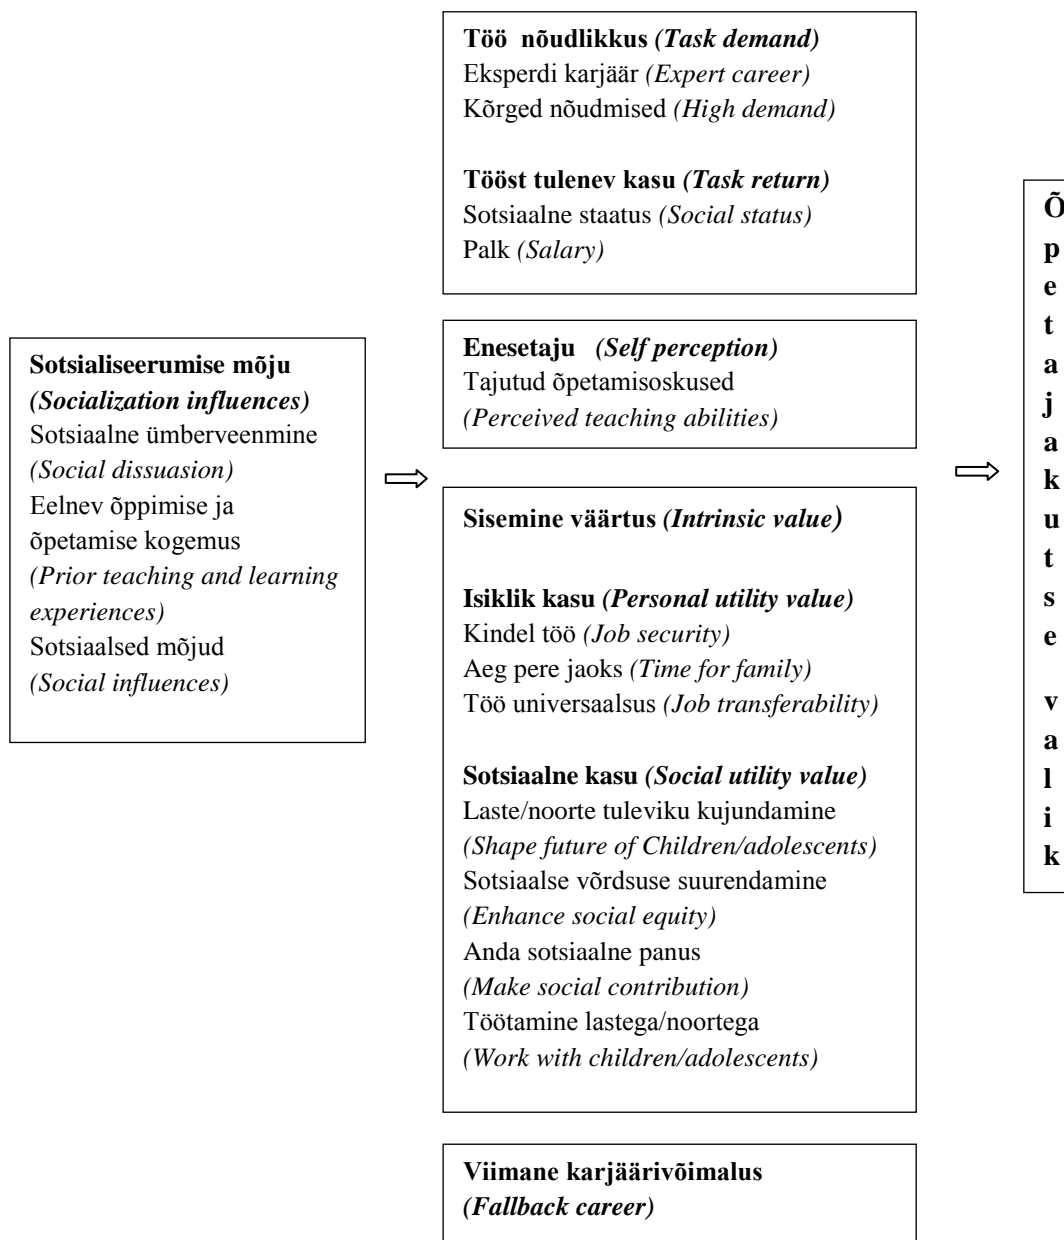 Sotsialiseerumise mõju
(Socialization influences)
Sotsiaalne ümberveenmine
(Social dissuasion)
Eelnev õppimise ja
õpetamise kogemus
(Prior teaching and learning
experiences)
Sotsiaalsed mõjud
(Social influences)
Töö nõudlikkus (Task demand)
Eksperdi karjäär (Expert career)
Kõrged nõudmised (High demand)
Tööst tulenev kasu (Task return)
Sotsiaalne staatus (Social status)
Palk (Salary)
Enesetaju (Self perception)
Tajutud õpetamisoskused
(Perceived teaching abilities)
Sisemine väärtus (Intrinsic value)
Isiklik kasu (Personal utility value)
Kindel töö (Job security)
Aeg pere jaoks (Time for family)
Töö universaalsus (Job transferability)
Sotsiaalne kasu (Social utility value)
Laste/noorte tuleviku kujundamine
(Shape future of Children/adolescents)
Sotsiaalse võrdsuse suurendamine
(Enhance social equity)
Anda sotsiaalne panus
(Make social contribution)
Töötamine lastega/noortega
(Work with children/adolescents)
Viimane karjäärivõimalus
(Fallback career)
Õpetajakutse valik